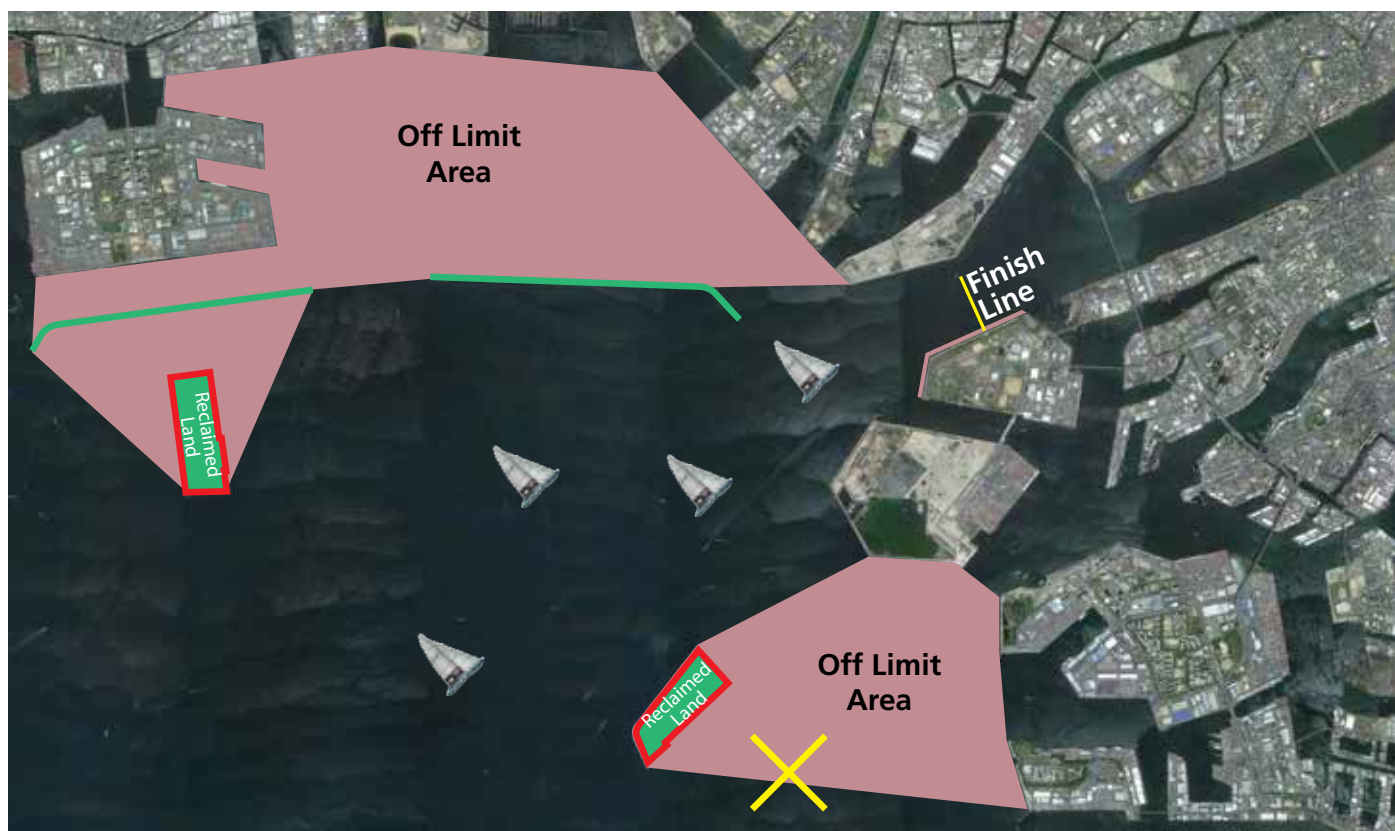 Off Limit
Area
Finish
Line
Reclaimed
Land
Off Limit
Area
Reclaimed
Land